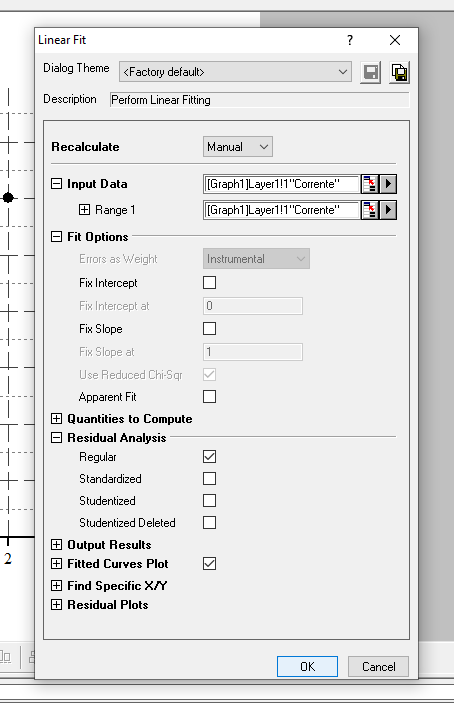 Linear Fit
?
Dialog Theme <Factory default>
Description Perform Linear Fitting
Recalculate Manual
Input Data [Graph1]Layer1!1"Corrente"
Range 1 [Graph1]Layer1!1"Corrente"
Fit Options
Errors as Weight Instrumental
Fix Intercept
Fix Intercept at 0
Fix Slope
Fix Slope at 1
Use Reduced Chi-Sqr
Apparent Fit
Quantities to Compute
Residual Analysis
Regular
Standardized
Studentized
Studentized Deleted
Output Results
2
Fitted Curves Plot
Find Specific X/Y
Residual Plots
OK Cancel